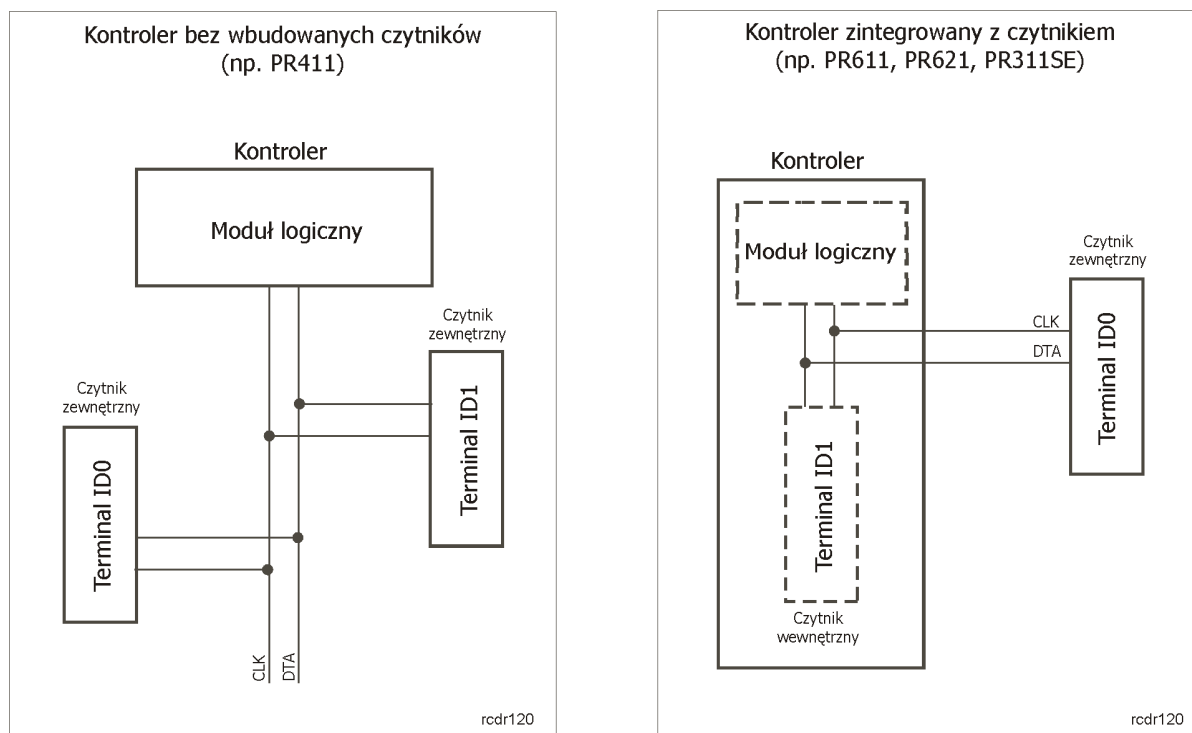 Kontroler bez wbudowanych czytników
(np. PR411)
Kontroler
Moduł logiczny
Czytnik
zewnętrzny
Terminal ID1
Czytnik
zewnętrzny
Terminal ID0
CLK
DTA
rcdr120
Kontroler zintegrowany z czytnikiem
(np. PR611, PR621, PR311SE)
Kontroler
Moduł logiczny
Czytnik
zewnętrzny
Terminal ID0
CLK
DTA
Terminal ID1
Czytnik
wewnętrzny
rcdr120